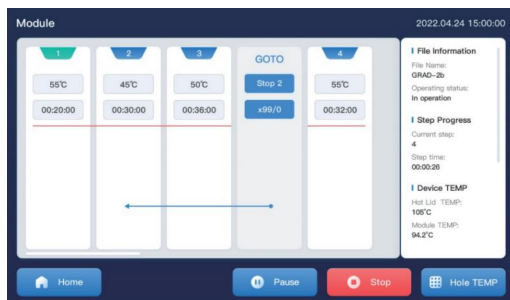 Module
2022.04.24 15:00:00
1
2
3
GOTO
4
55℃
45℃
50℃
Stop 2
55℃
00:20:00
00:30:00
00:36:00
x99/0
00:32:00
File Information
File Name:
GRAD-2b
Operating status:
In operation
Step Progress
Current step:
4
Step time:
00:00:26
Device TEMP
Hot Lid TEMP:
105°C
Module TEMP:
94.2°C
Home
Pause
Stop
Hole TEMP